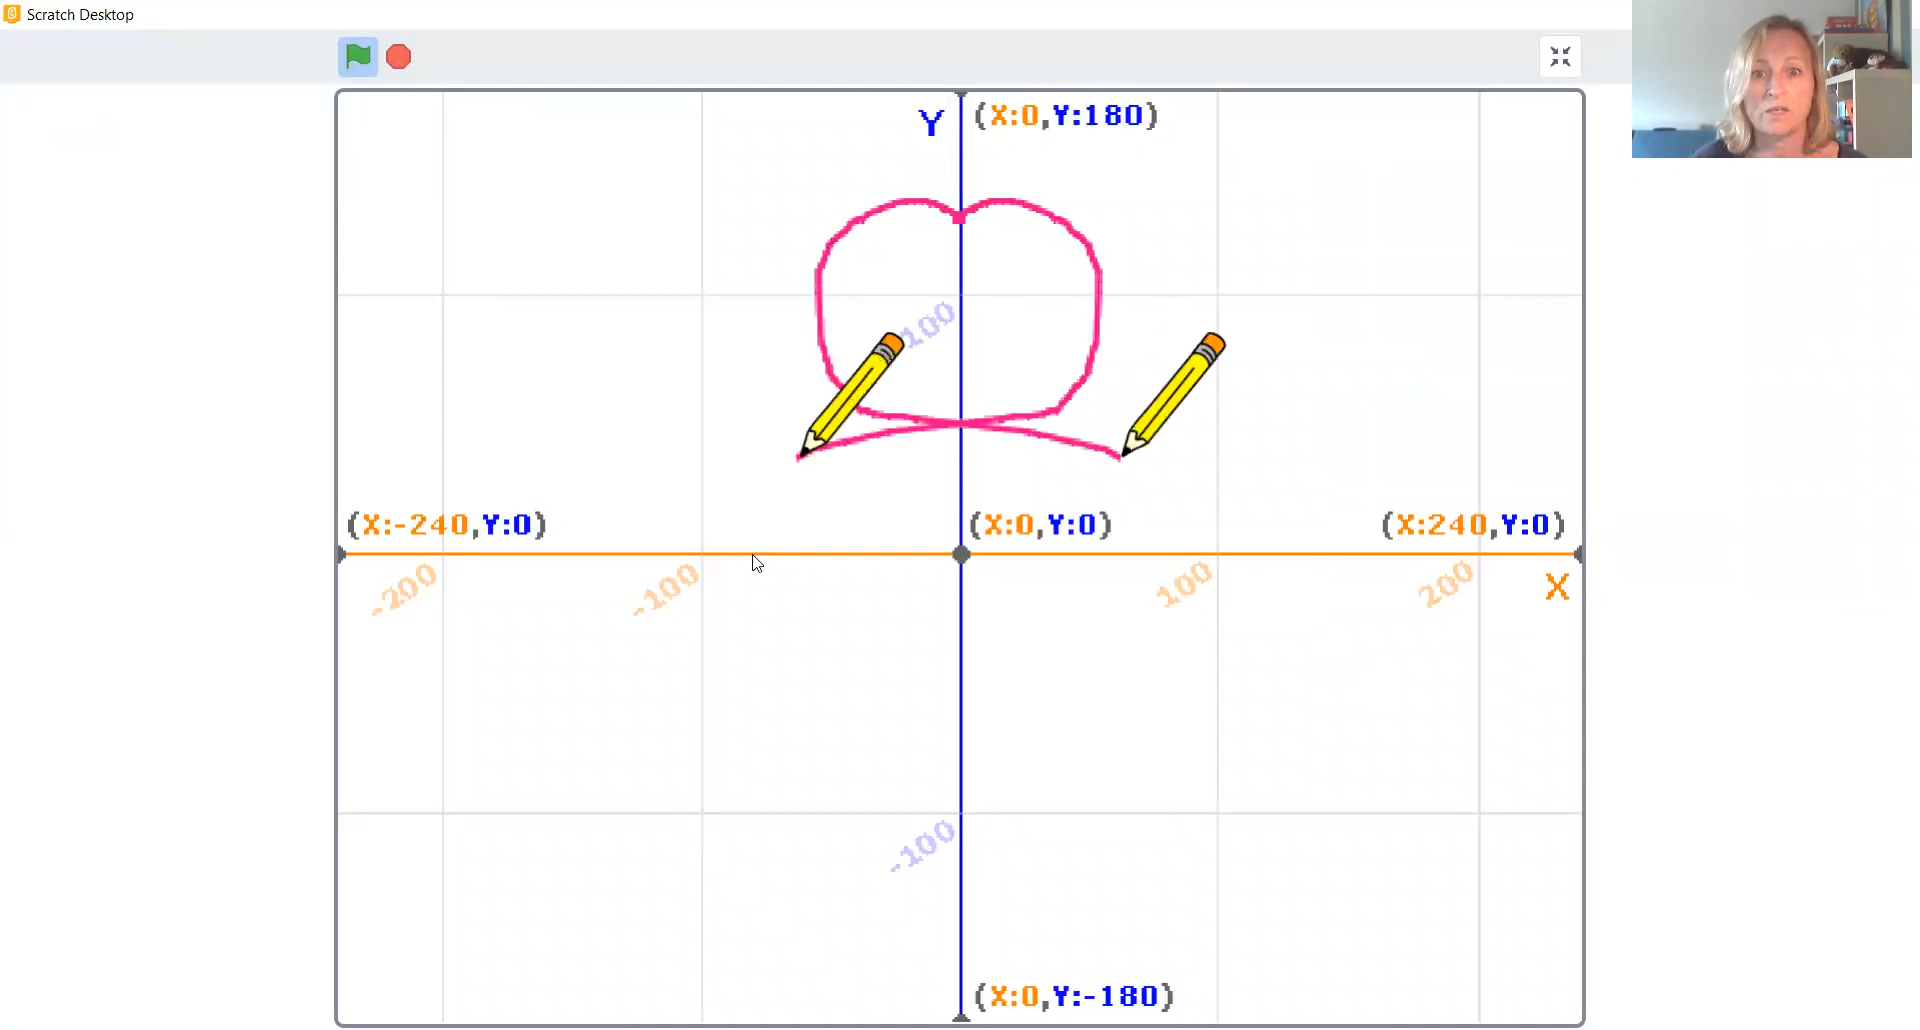 Scratch Desktop
Y
(X:0,Y:180)
100
(X:-240,Y:0)
(X:0,Y:0)
(X:240,Y:0)
-200
-100
100
200
X
-100
(X:0,Y:-180)